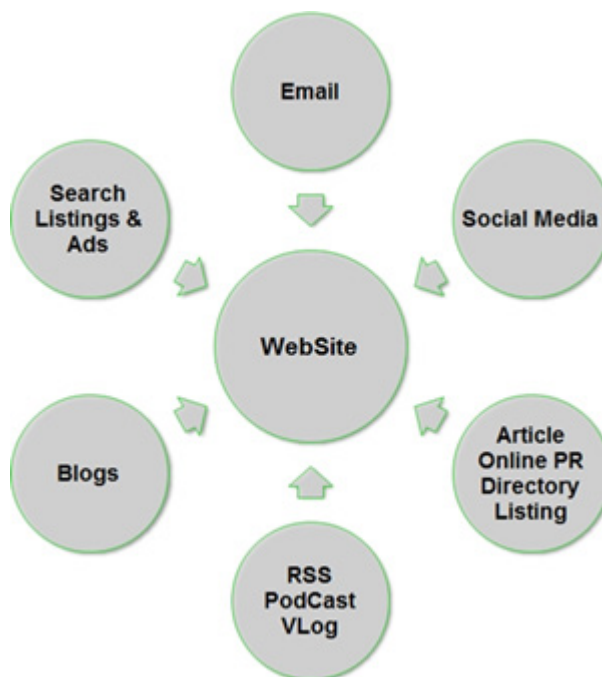 Email
Search
Listings &
Ads
Social Media
WebSite
Blogs
Article
Online PR
Directory
Listing
RSS
PodCast
VLog